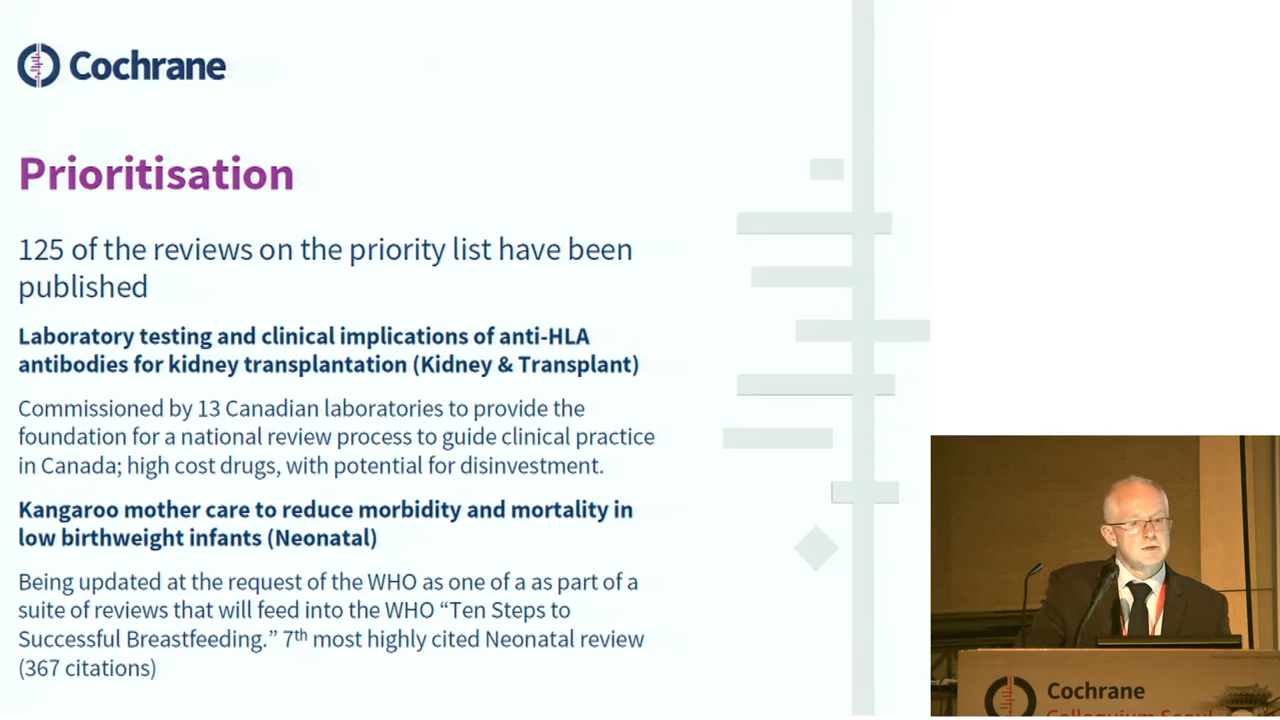 Cochrane
Prioritisation
125 of the reviews on the priority list have been
published
Laboratory testing and clinical implications of anti-HLA
antibodies for kidney transplantation (Kidney & Transplant)
Commissioned by 13 Canadian laboratories to provide the
foundation for a national review process to guide clinical practice
in Canada; high cost drugs, with potential for disinvestment.
Kangaroo mother care to reduce morbidity and mortality in
low birthweight infants (Neonatal)
Being updated at the request of the WHO as one of a as part of a
suite of reviews that will feed into the WHO “Ten Steps to
Successful Breastfeeding.” 7th most highly cited Neonatal review
(367 citations)
Cochrane
Colloquium Seoul